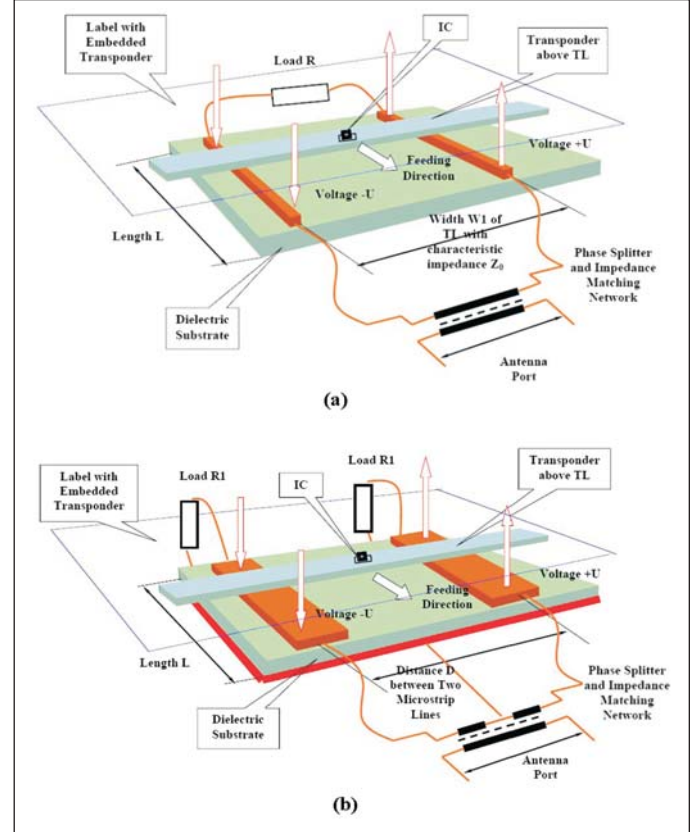 Label with
Embedded
Transponder
Load R
IC
Transponder
above TL
Voltage +U
Feeding
Direction
Voltage -U
Length L
Width W1 of
TL with
characteristic
impedance Z₀
Phase Splitter
and Impedance
Matching
Network
Dielectric
Substrate
Antenna
Port
(a)
Label with
Embedded
Transponder
Load R1
Load R1
IC
Transponder
above TL
Voltage +U
Feeding
Direction
Voltage -U
Length L
Distance D
between Two
Microstrip
Lines
Phase Splitter
and Impedance
Matching
Network
Dielectric
Substrate
Antenna
Port
(b)